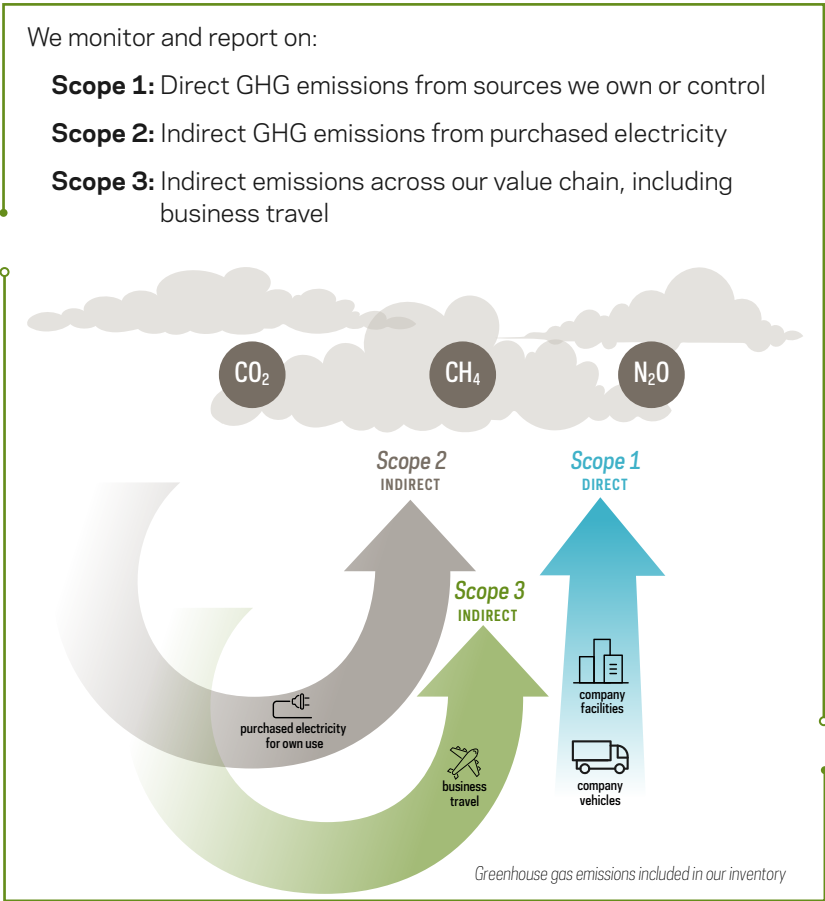 We monitor and report on:
Scope 1: Direct GHG emissions from sources we own or control
Scope 2: Indirect GHG emissions from purchased electricity
Scope 3: Indirect emissions across our value chain, including
business travel
CO₂
CH₄
N₂O
Scope 2
INDIRECT
Scope 1
DIRECT
Scope 3
INDIRECT
company
facilities
purchased electricity
for own use
business
travel
company
vehicles
Greenhouse gas emissions included in our inventory